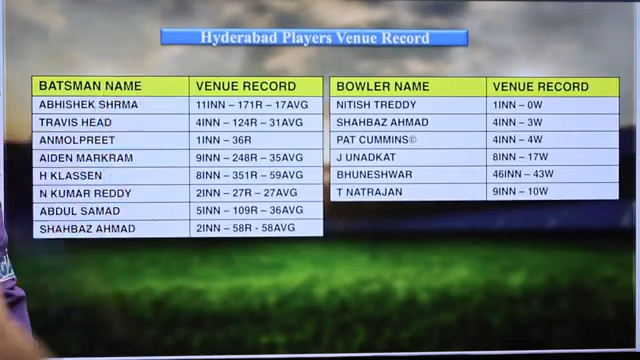 Hyderabad Players Venue Record
BATSMAN NAME VENUE RECORD
ABHISHEK SHRMA 11INN – 171R – 17AVG
TRAVIS HEAD 4INN – 124R – 31AVG
ANMOLPREET 1INN – 36R
AIDEN MARKRAM 9INN – 248R – 35AVG
H KLASSEN 8INN – 351R – 59AVG
N KUMAR REDDY 2INN – 27R – 27AVG
ABDUL SAMAD 5INN – 109R – 36AVG
SHAHBAZ AHMAD 2INN – 58R - 58AVG
BOWLER NAME VENUE RECORD
NITISH TREDDY 1INN – 0W
SHAHBAZ AHMAD 4INN – 3W
PAT CUMMINS© 4INN – 4W
J UNADKAT 8INN – 17W
BHUNESHWAR 46INN – 43W
T NATRAJAN 9INN – 10W